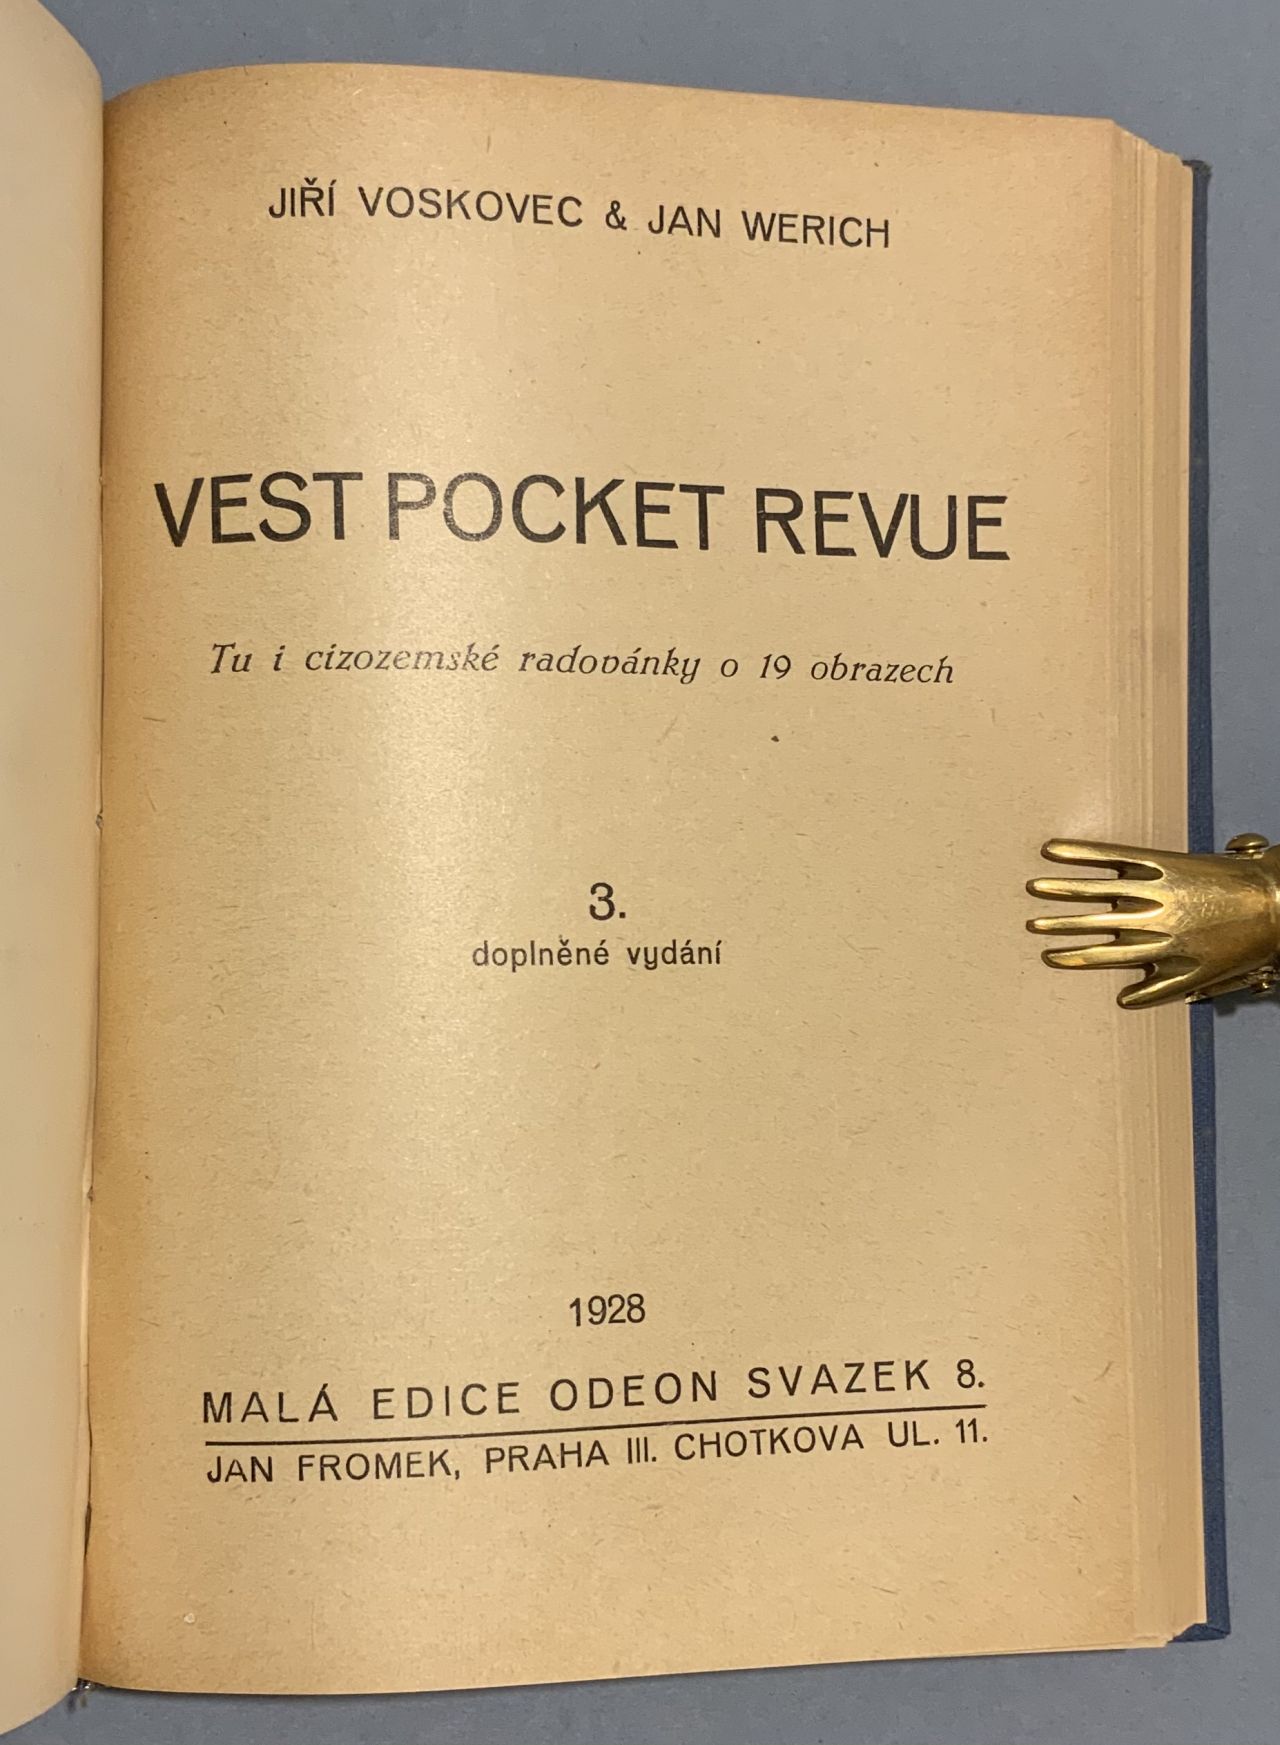 JIŘÍ VOSKOVEC & JAN WERICH
VEST POCKET REVUE
Tu i cizozemské radovánky o 19 obrazech
3.
doplněné vydání
1928
MALÁ EDICE ODEON SVAZEK 8.
JAN FROMEK, PRAHA III. CHOTKOVA UL. 11.